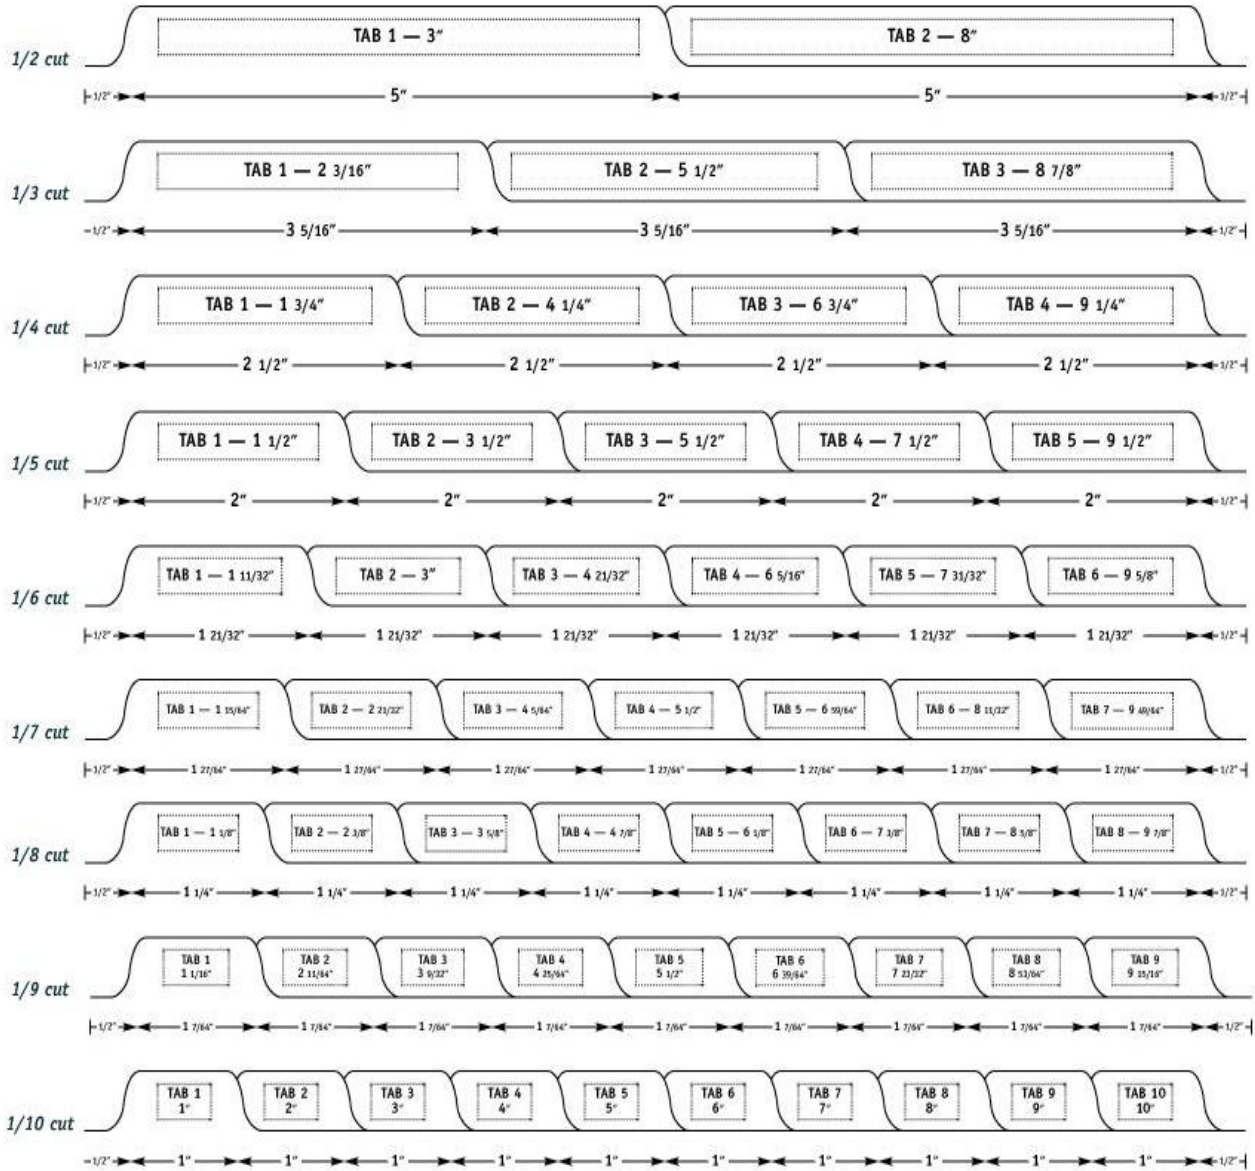 TAB 1 — 3" TAB 2 — 8"
1/2 cut
1/2" 5" 5" 1/2"
TAB 1 — 2 3/16" TAB 2 — 5 1/2" TAB 3 — 8 7/8"
1/3 cut
1/2" 3 5/16" 3 5/16" 3 5/16" 1/2"
TAB 1 — 1 3/4" TAB 2 — 4 1/4" TAB 3 — 6 3/4" TAB 4 — 9 1/4"
1/4 cut
1/2" 2 1/2" 2 1/2" 2 1/2" 2 1/2" 1/2"
TAB 1 — 1 1/2" TAB 2 — 3 1/2" TAB 3 — 5 1/2" TAB 4 — 7 1/2" TAB 5 — 9 1/2"
1/5 cut
1/2" 2" 2" 2" 2" 2" 1/2"
TAB 1 — 1 11/32" TAB 2 — 3" TAB 3 — 4 21/32" TAB 4 — 6 5/16" TAB 5 — 7 31/32" TAB 6 — 9 5/8"
1/6 cut
1/2" 1 21/32" 1 21/32" 1 21/32" 1 21/32" 1 21/32" 1 21/32" 1/2"
TAB 1 — 1 15/64" TAB 2 — 2 21/32" TAB 3 — 4 5/64" TAB 4 — 5 1/2" TAB 5 — 6 59/64" TAB 6 — 8 11/32" TAB 7 — 9 49/64"
1/7 cut
1/2" 1 27/64" 1 27/64" 1 27/64" 1 27/64" 1 27/64" 1 27/64" 1 27/64" 1/2"
TAB 1 — 1 1/8" TAB 2 — 2 3/8" TAB 3 — 3 5/8" TAB 4 — 4 7/8" TAB 5 — 6 1/8" TAB 6 — 7 3/8" TAB 7 — 8 5/8" TAB 8 — 9 7/8"
1/8 cut
1/2" 1 1/4" 1 1/4" 1 1/4" 1 1/4" 1 1/4" 1 1/4" 1 1/4" 1 1/4" 1/2"
TAB 1 TAB 2 TAB 3 TAB 4 TAB 5 TAB 6 TAB 7 TAB 8 TAB 9
1 1/16" 2 11/64" 3 9/32" 4 25/64" 5 1/2" 6 39/64" 7 23/32" 8 53/64" 9 15/16"
1/9 cut
1/2" 1 7/64" 1 7/64" 1 7/64" 1 7/64" 1 7/64" 1 7/64" 1 7/64" 1 7/64" 1 7/64" 1/2"
TAB 1 TAB 2 TAB 3 TAB 4 TAB 5 TAB 6 TAB 7 TAB 8 TAB 9 TAB 10
1" 2" 3" 4" 5" 6" 7" 8" 9" 10"
1/10 cut
1/2" 1" 1" 1" 1" 1" 1" 1" 1" 1" 1" 1/2"